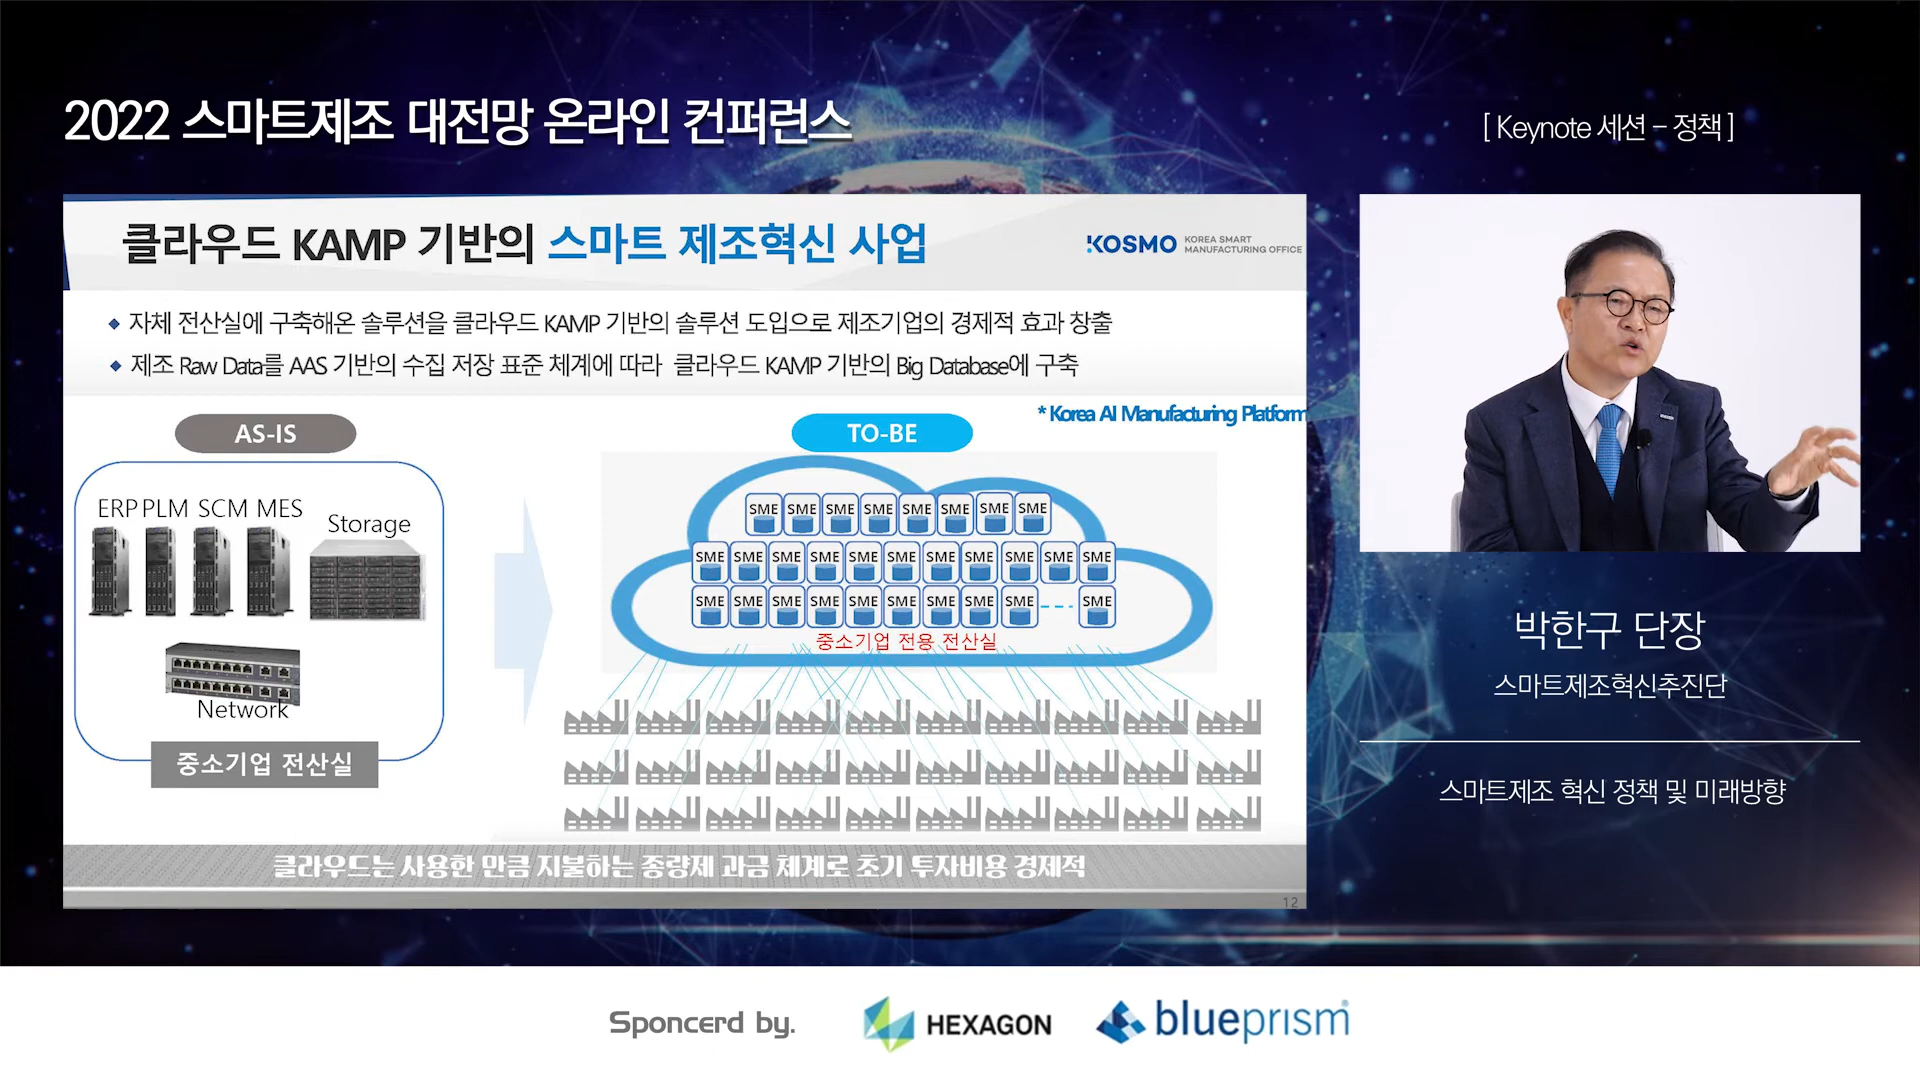 2022 스마트제조 대전망 온라인 컨퍼런스
[ Keynote 세션 – 정책 ]
클라우드 KAMP 기반의 스마트 제조혁신 사업
KOSMO KOREA SMART MANUFACTURING OFFICE
자체 전산실에 구축해온 솔루션을 클라우드 KAMP 기반의 솔루션 도입으로 제조기업의 경제적 효과 창출
제조 Raw Data를 AAS 기반의 수집 저장 표준 체계에 따라 클라우드 KAMP 기반의 Big Database에 구축
* Korea AI Manufacturing Platform
AS-IS
ERP PLM SCM MES
Storage
Network
중소기업 전산실
TO-BE
SME SME SME SME SME SME SME SME
SME SME SME SME SME SME SME SME SME SME SME
SME SME SME SME SME SME SME SME SME SME
중소기업 전용 전산실
클라우드는 사용한 만큼 지불하는 종량제 과금 체계로 초기 투자비용 경제적
12
박한구 단장
스마트제조혁신추진단
스마트제조 혁신 정책 및 미래방향
Sponcerd by.
HEXAGON
blueprism